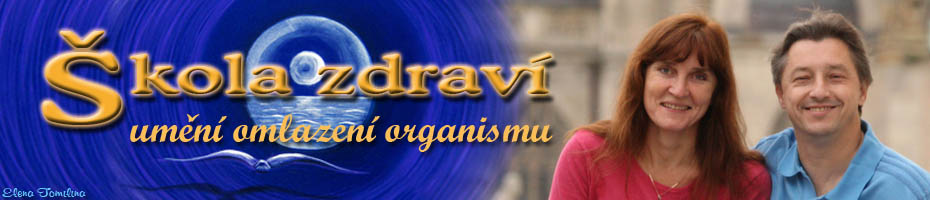 Škola zdraví
umění omlazení organismu
Elena Tomilina